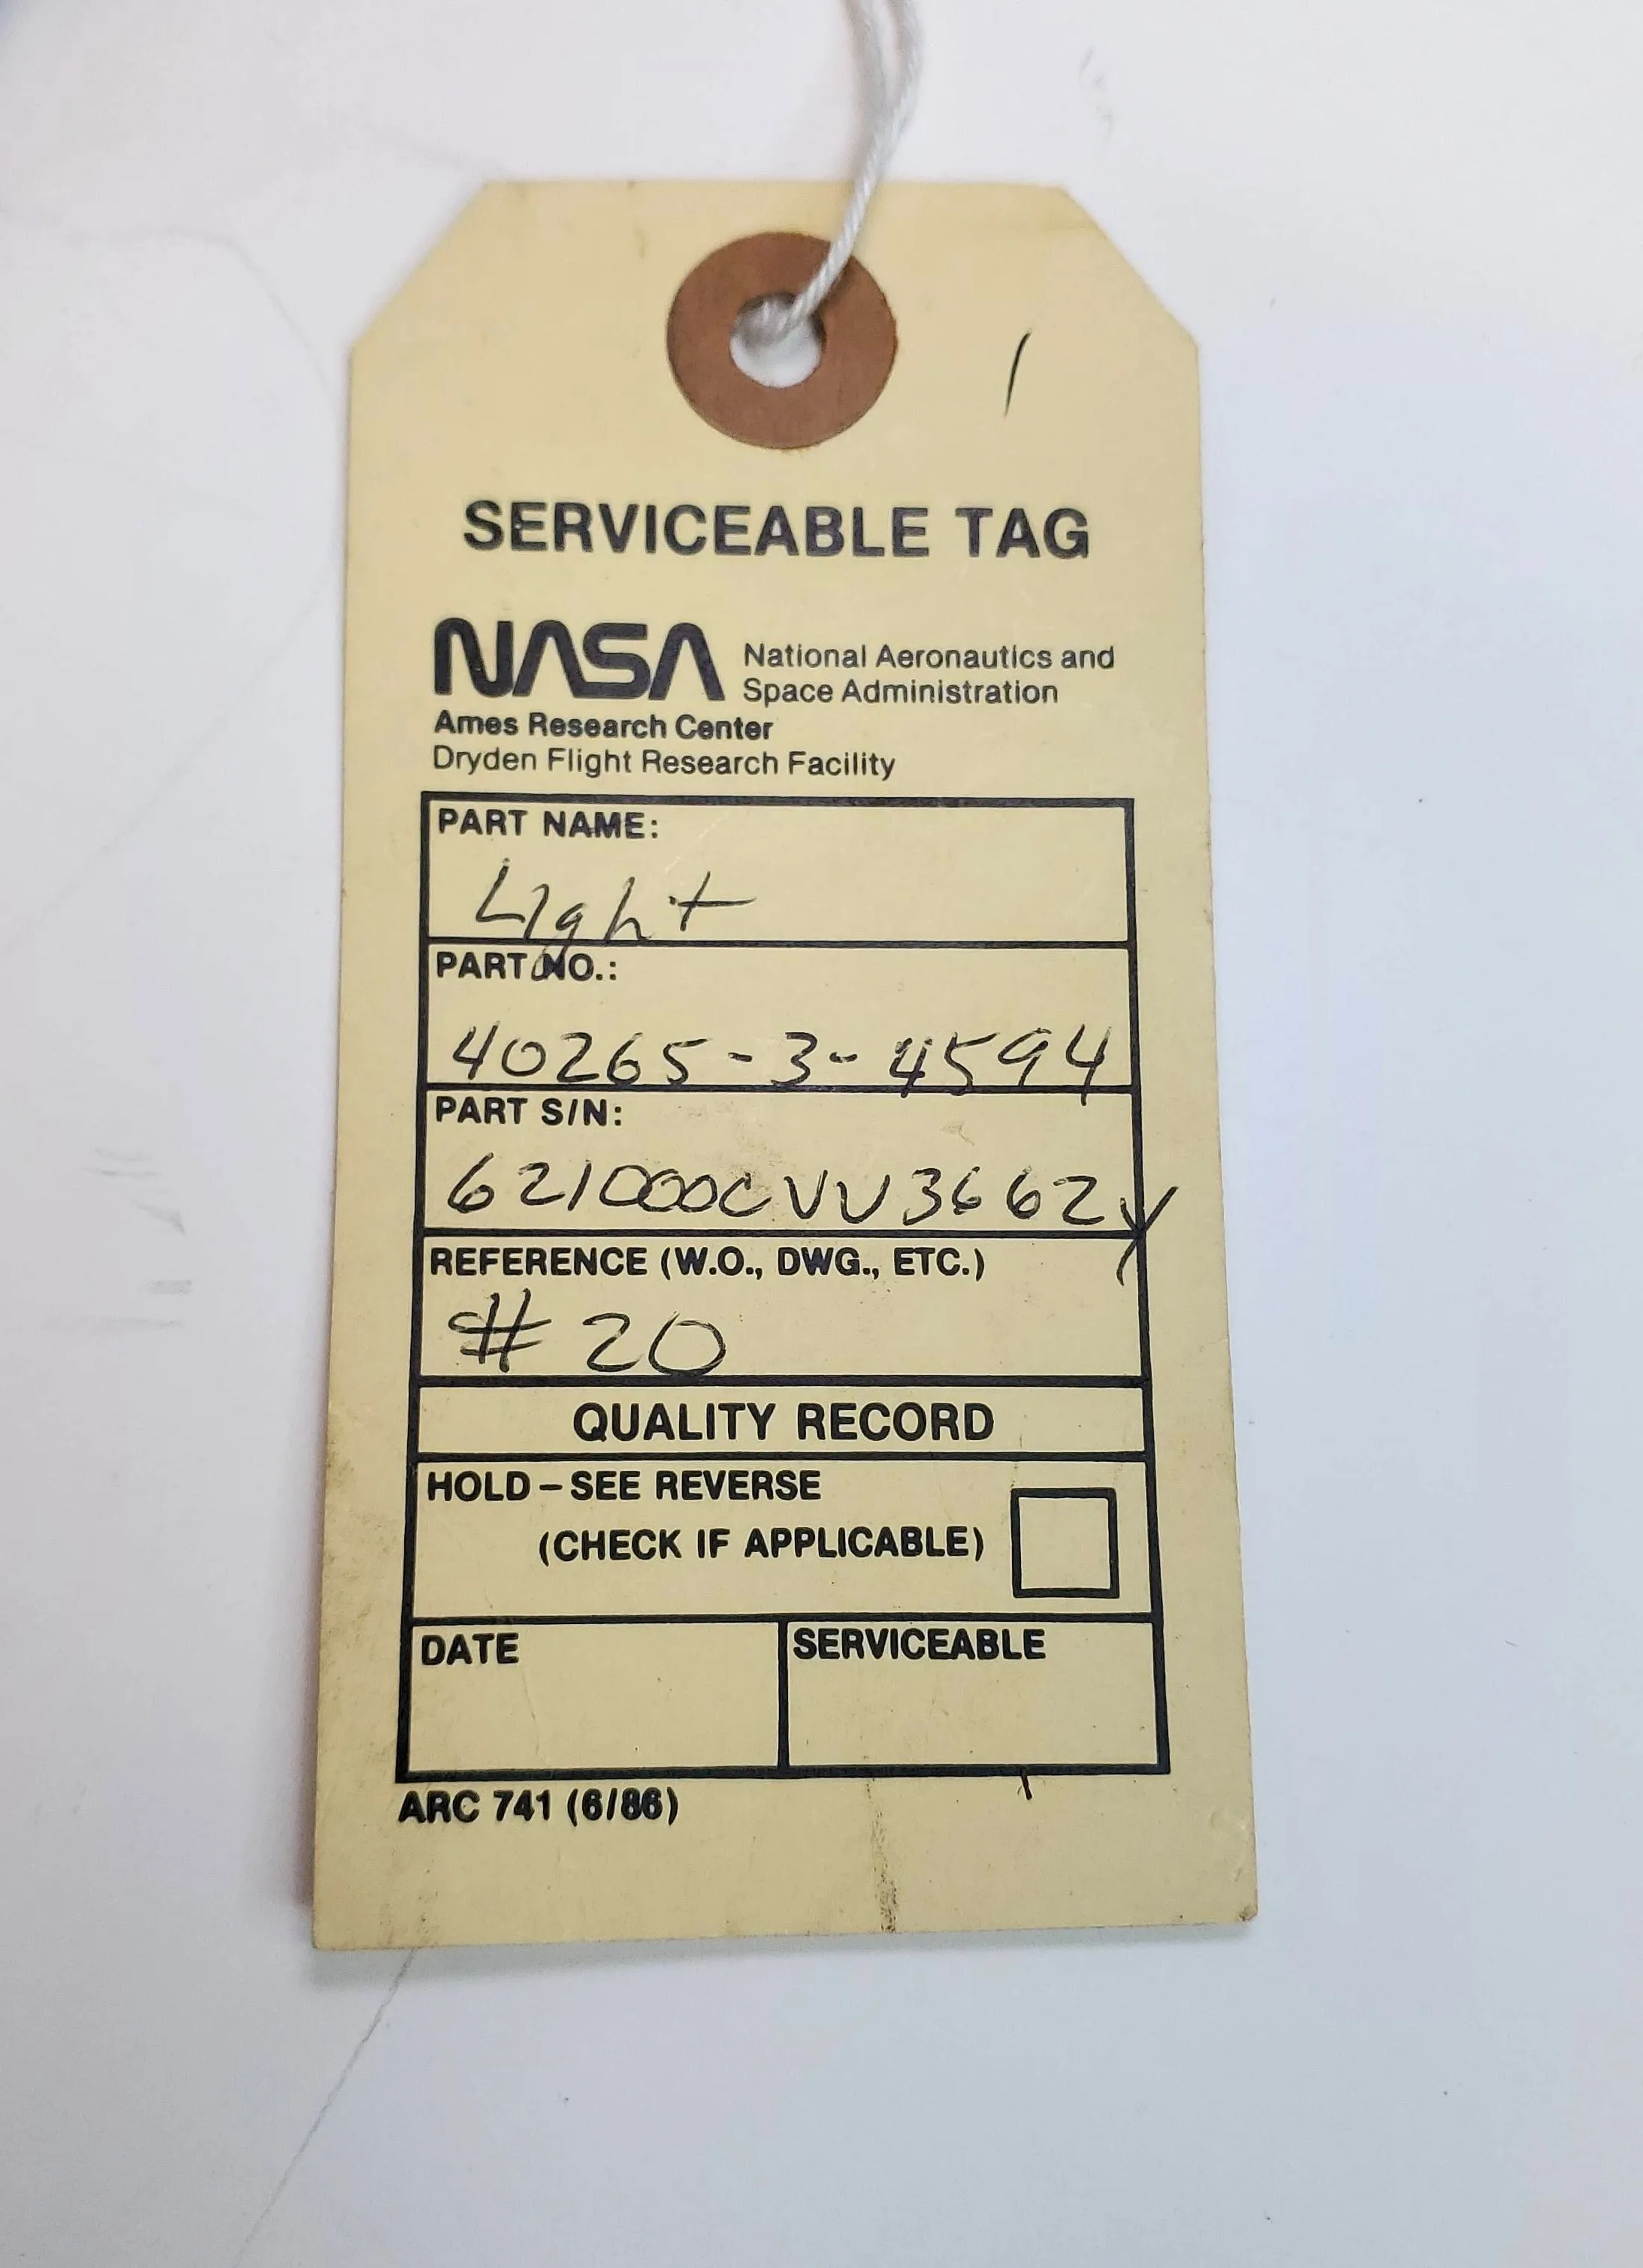 SERVICEABLE TAG
NASA National Aeronautics and
Space Administration
Ames Research Center
Dryden Flight Research Facility
PART NAME:
Light
PART NO.:
40265-3-4594
PART S/N:
621000CVU3662Y
REFERENCE (W.O., DWG., ETC.)
# 20
QUALITY RECORD
HOLD – SEE REVERSE
(CHECK IF APPLICABLE)
DATE
SERVICEABLE
ARC 741 (6/86)